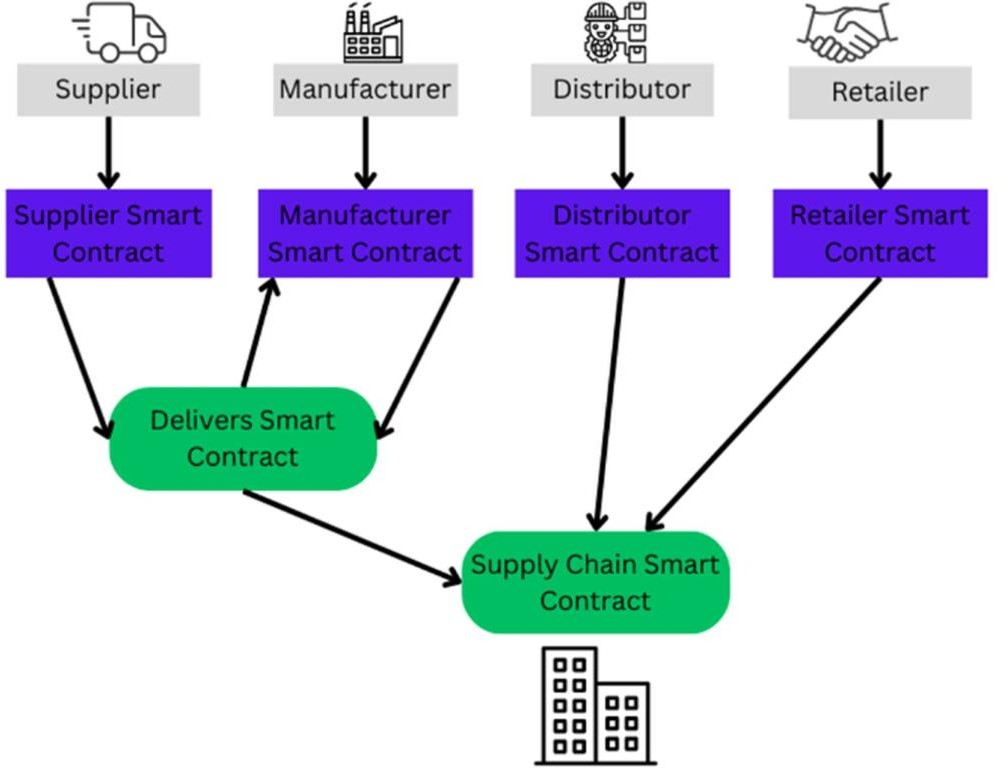 Supplier
Manufacturer
Distributor
Retailer
Supplier Smart
Contract
Manufacturer
Smart Contract
Distributor
Smart Contract
Retailer Smart
Contract
Delivers Smart
Contract
Supply Chain Smart
Contract